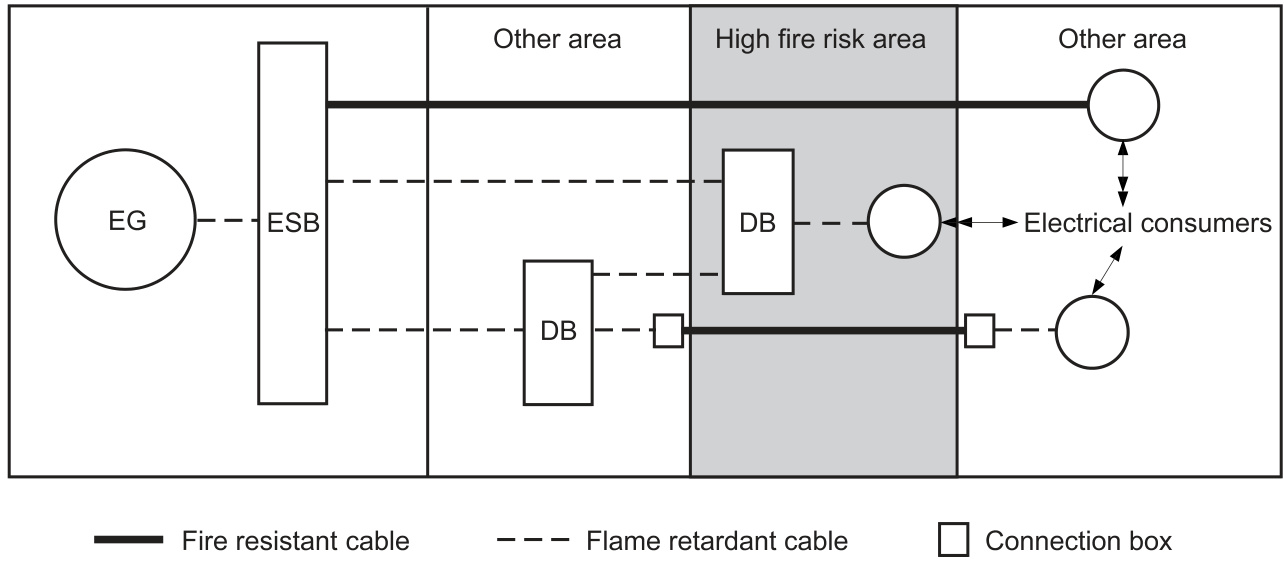 Other area
High fire risk area
Other area
EG
ESB
DB
Electrical consumers
DB
Fire resistant cable
Flame retardant cable
Connection box